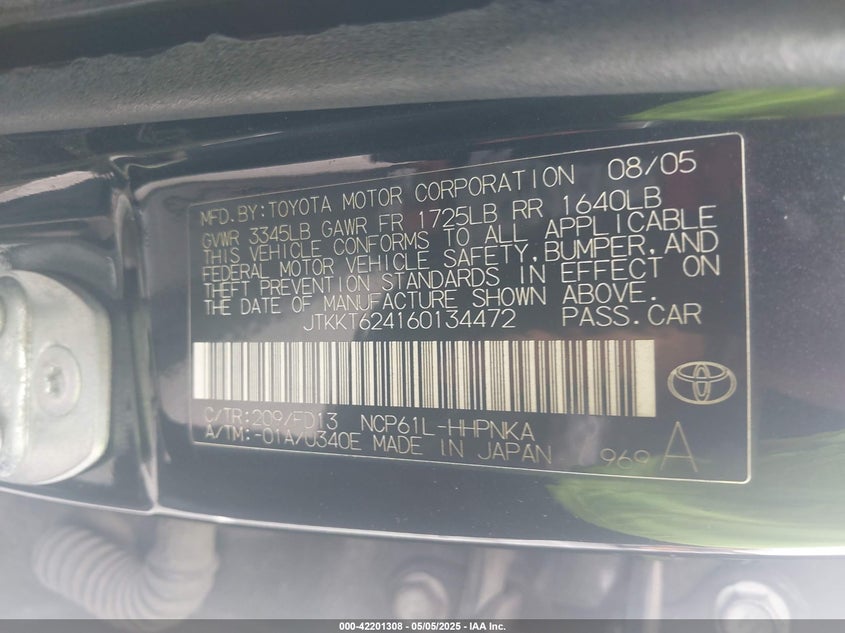 MFD.BY:TOYOTA MOTOR CORPORATION 08/05
GVWR 3345LB GAWR FR 1725LB RR 1640LB
THIS VEHICLE CONFORMS TO ALL APPLICABLE
FEDERAL MOTOR VEHICLE SAFETY,BUMPER,AND
THEFT PREVENTION STANDARDS IN EFFECT ON
THE DATE OF MANUFACTURE SHOWN ABOVE.
JTKKT624160134472 PASS.CAR
C/TR:209/FD13 NCP61L-HHPNKA
A/TM:-01A/U340E MADE IN JAPAN 969 A
000-42201308 - 05/05/2025 - IAA Inc.